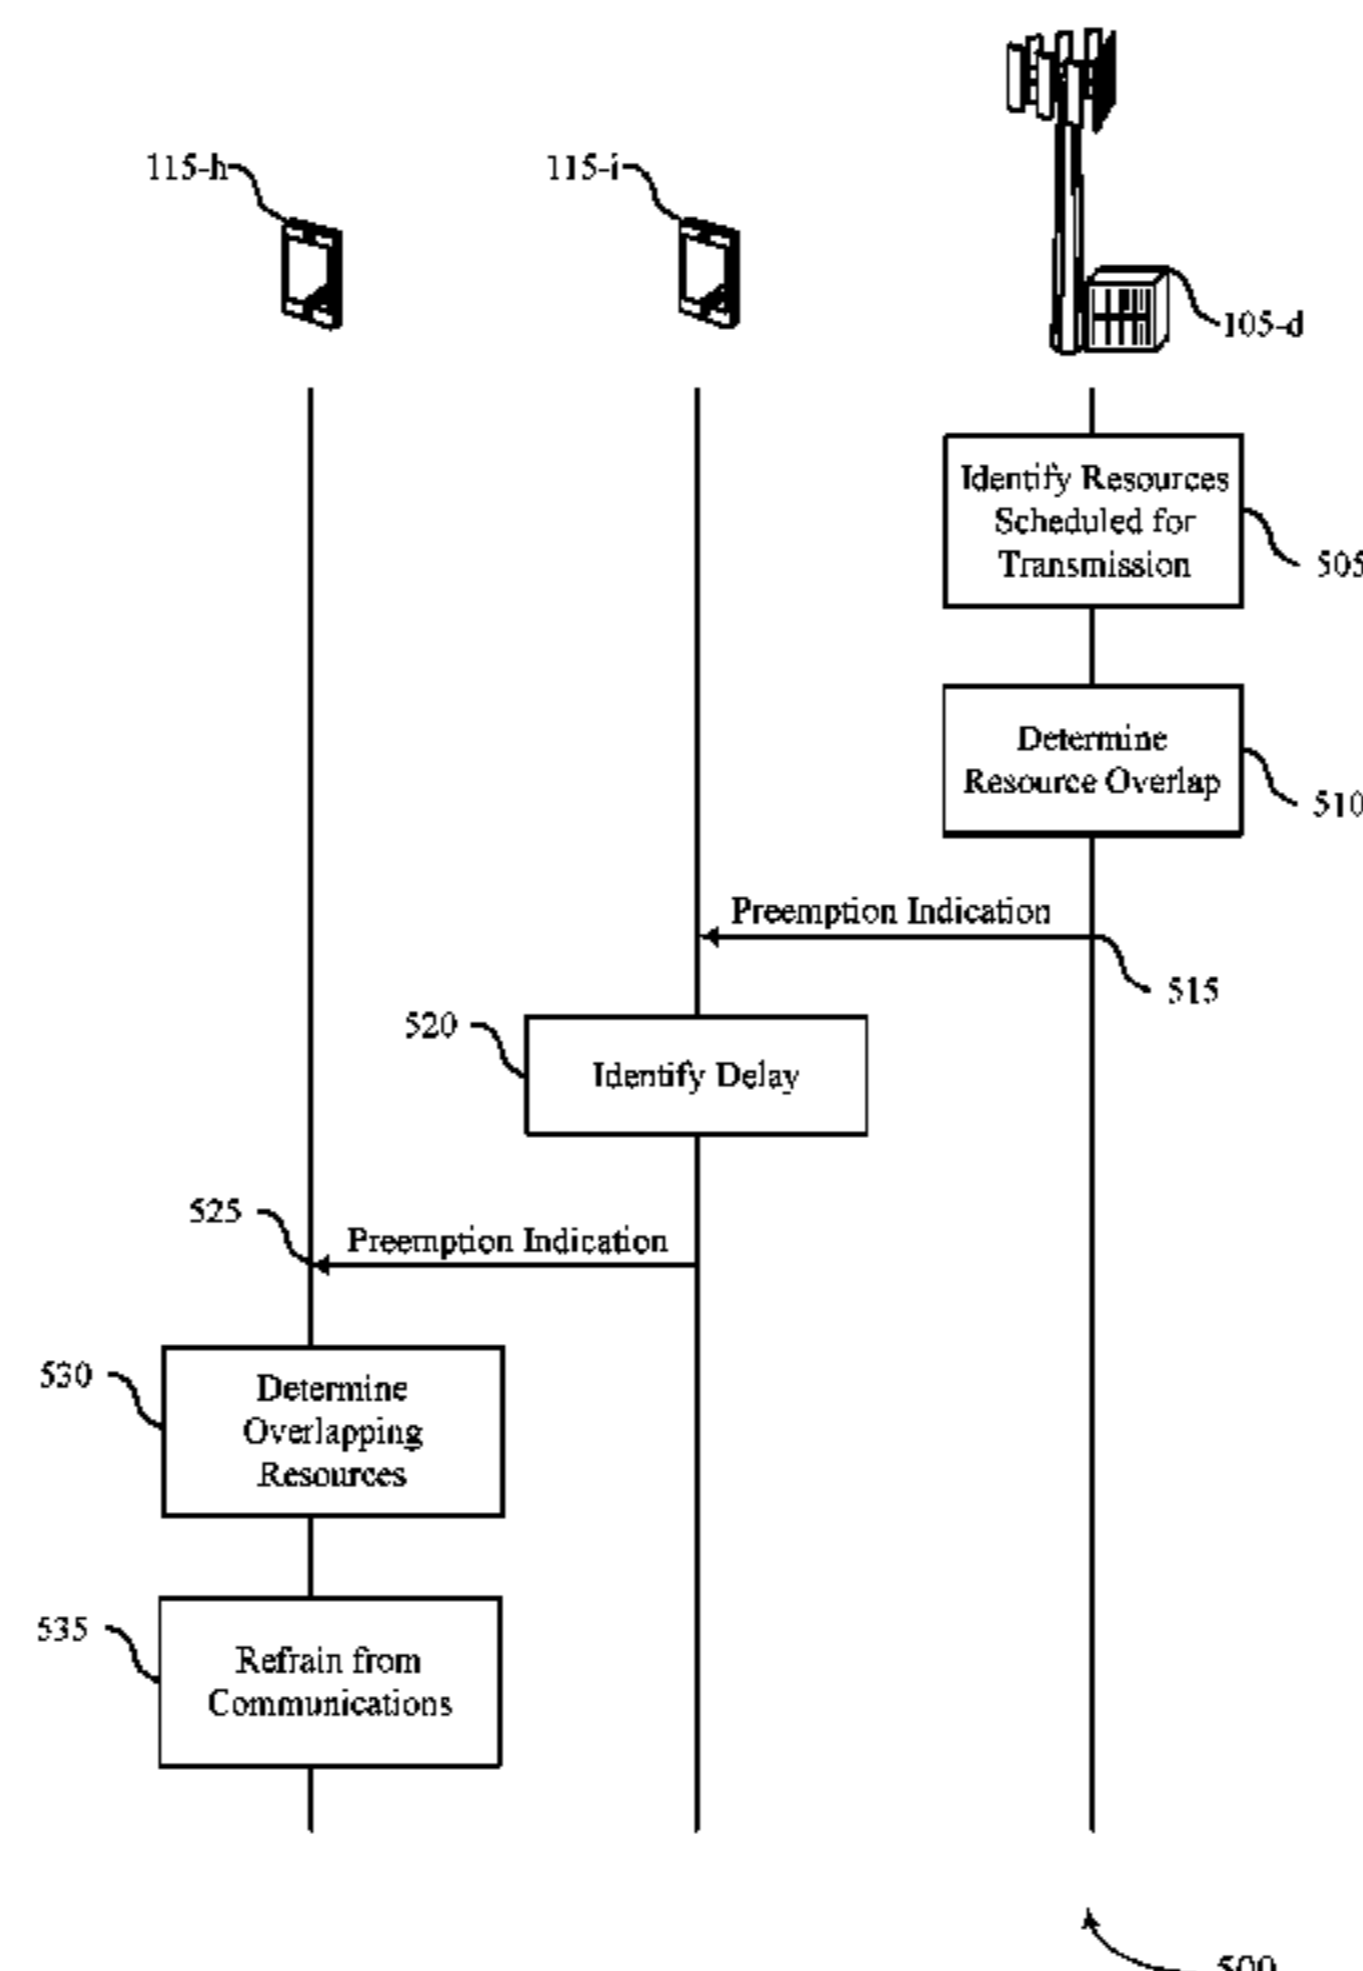 115-h
115-i
105-d
Identify Resources
Scheduled for
Transmission
505
Determine
Resource Overlap
510
Preemption Indication
515
520
Identify Delay
525
Preemption Indication
530
Determine
Overlapping
Resources
535
Refrain from
Communications
500